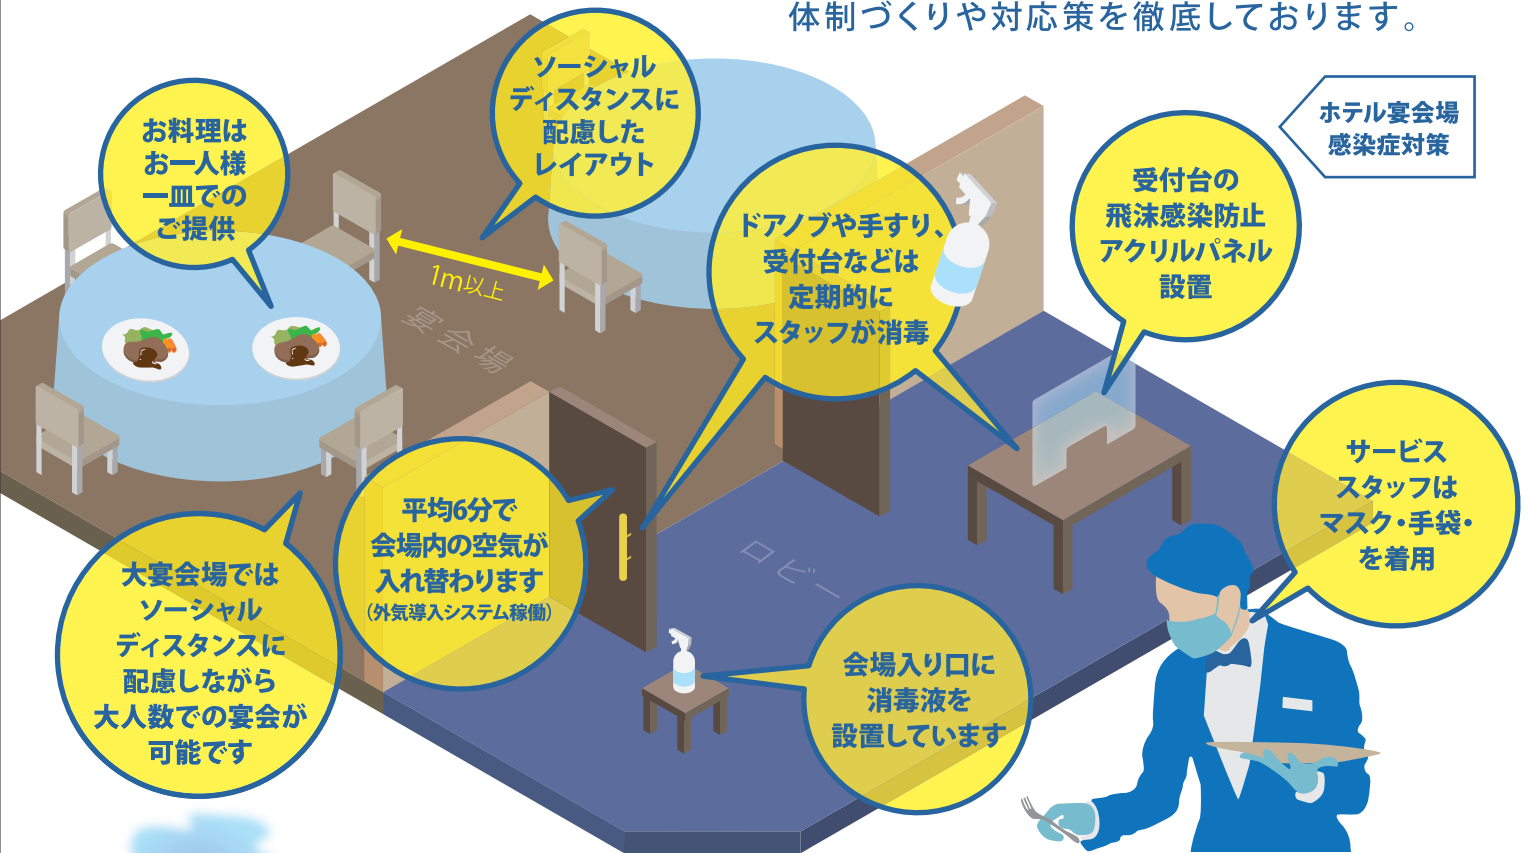 体制づくりや対応策を徹底しております。
ホテル宴会場
感染症対策
ソーシャル
ディスタンスに
配慮した
レイアウト
お料理は
お一人様
一皿での
ご提供
1m以上
宴会場
ドアノブや手すり、
受付台などは
定期的に
スタッフが消毒
受付台の
飛沫感染防止
アクリルパネル
設置
サービス
スタッフは
マスク・手袋・
を着用
平均6分で
会場内の空気が
入れ替わります
（外気導入システム稼働）
ロビー
大宴会場では
ソーシャル
ディスタンスに
配慮しながら
大人数での宴会が
可能です
会場入り口に
消毒液を
設置しています